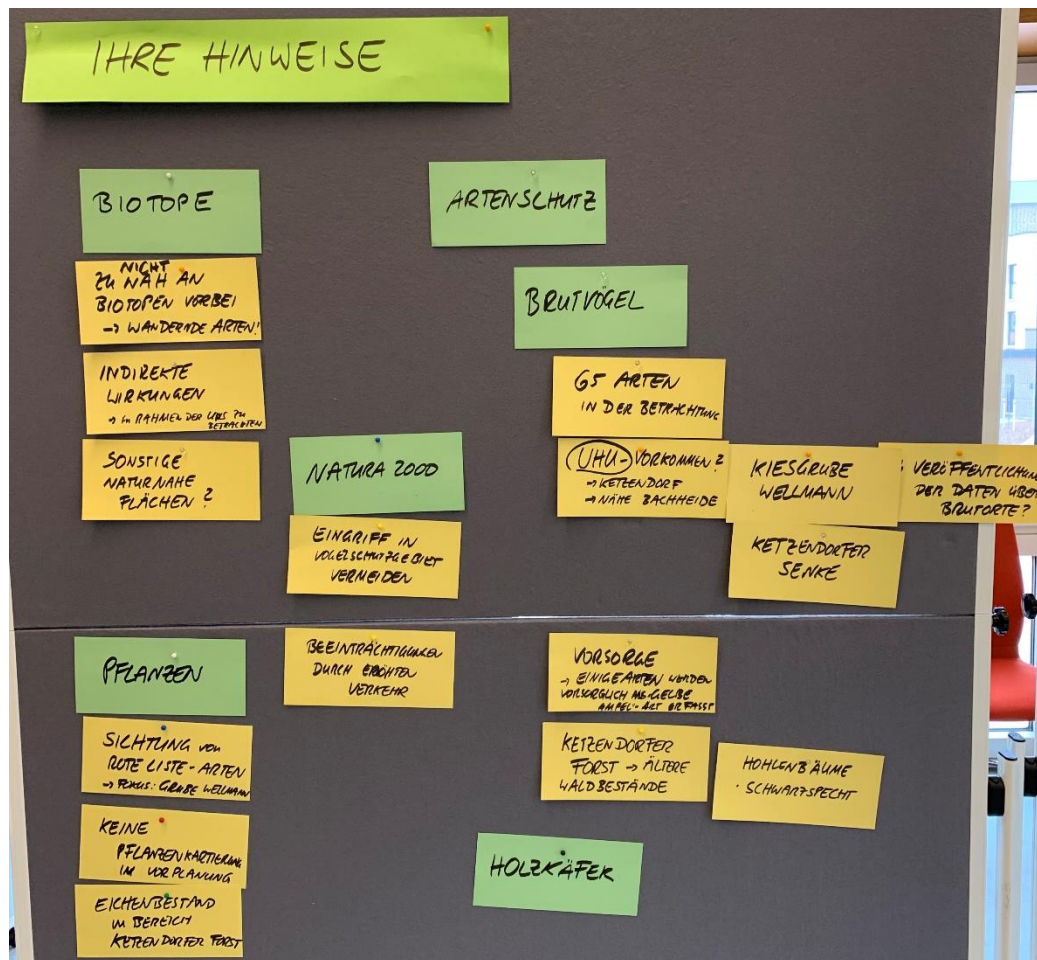 IHRE HINWEISE
BIOTOPE
NICHT
ZU NAH AN
BIOTOPEN VORBEI
→ WANDERNDE ARTEN!
INDIREKTE
WIRKUNGEN
→ IM RAHMEN DER UVS ZU
BETRACHTEN
SONSTIGE
NATURNAHE
FLÄCHEN?
NATURA 2000
EINGRIFF IN
VOGELSCHUTZGEBIET
VERMEIDEN
BEEINTRÄCHTIGUNGEN
DURCH ERHÖHTEN
VERKEHR
PFLANZEN
SICHTUNG VON
ROTE LISTE-ARTEN
→ FOKUS: GRUBE WELLMANN
KEINE
PFLANZENKARTIERUNG
IM VORPLANUNG
EICHENBESTAND
IM BEREICH
KETZENDORFER FORST
ARTENSCHUTZ
BRUTVÖGEL
65 ARTEN
IN DER BETRACHTUNG
UHU-VORKOMMEN?
→ KETZENDORF
→ NÄHE BACHHEIDE
KIESGRUBE
WELLMANN
VERÖFFENTLICHUN
DER DATEN ÜBE
BRUTORTE?
KETZENDORFER
SENKE
VORSORGE
→ EINIGE ARTEN WERDEN
VORSORGLICH ALS GELBE
AMPEL-ART ERFASST
KETZENDORFER
FORST → ÄLTERE
WALDBESTÄNDE
HÖHLENBÄUME
· SCHWARZSPECHT
HOLZKÄFER